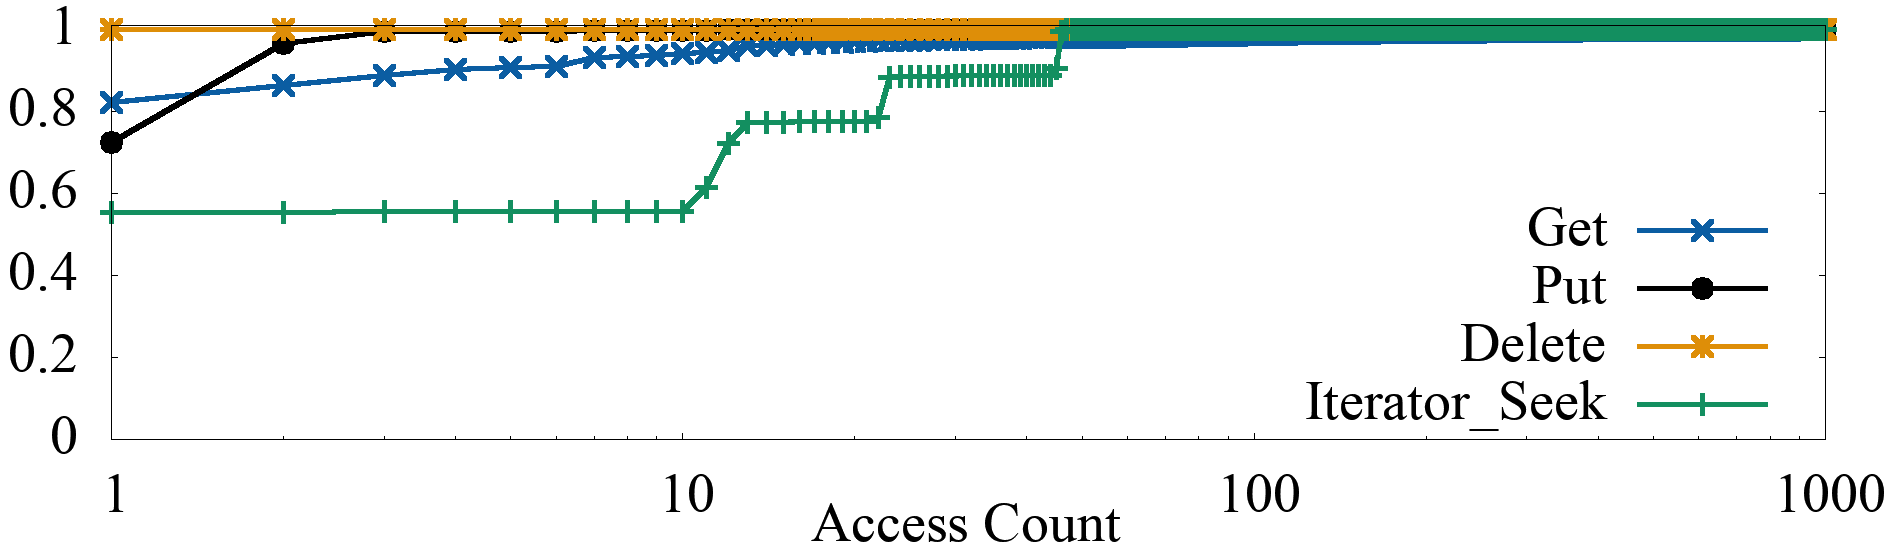 1
0.8
0.6
0.4
0.2
0
Get
Put
Delete
Iterator_Seek
1 10 100 1000
Access Count